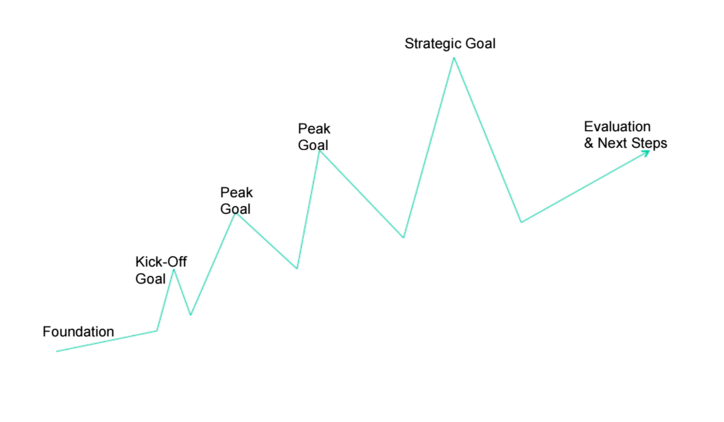 Strategic Goal
Evaluation
& Next Steps
Peak
Goal
Peak
Goal
Kick-Off
Goal
Foundation